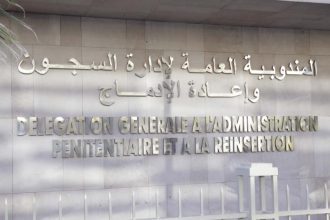 المندوبية العامة لإدارة السجون
وإعادة الإدماج
DELEGATION GENERALE A L'ADMINISTRATION
PENITENTIAIRE ET A LA REINSERTION